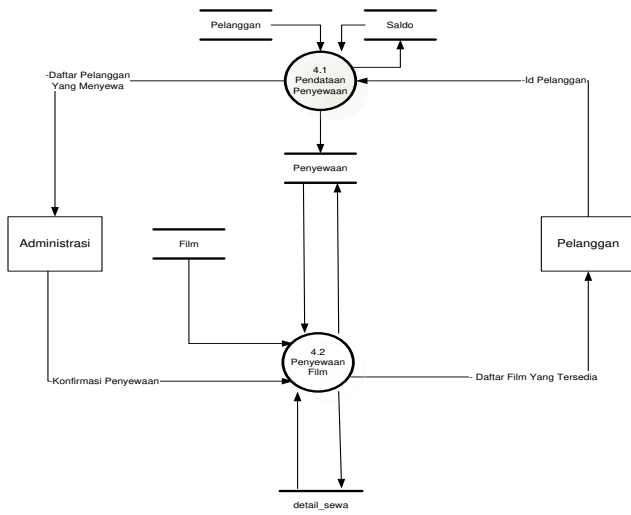 Pelanggan
Saldo
4.1
Pendataan
Penyewaan
-Daftar Pelanggan
Yang Menyewa
-Id Pelanggan
Penyewaan
Administrasi
Film
Pelanggan
4.2
Penyewaan
Film
-Konfirmasi Penyewaan
- Daftar Film Yang Tersedia
detail_sewa